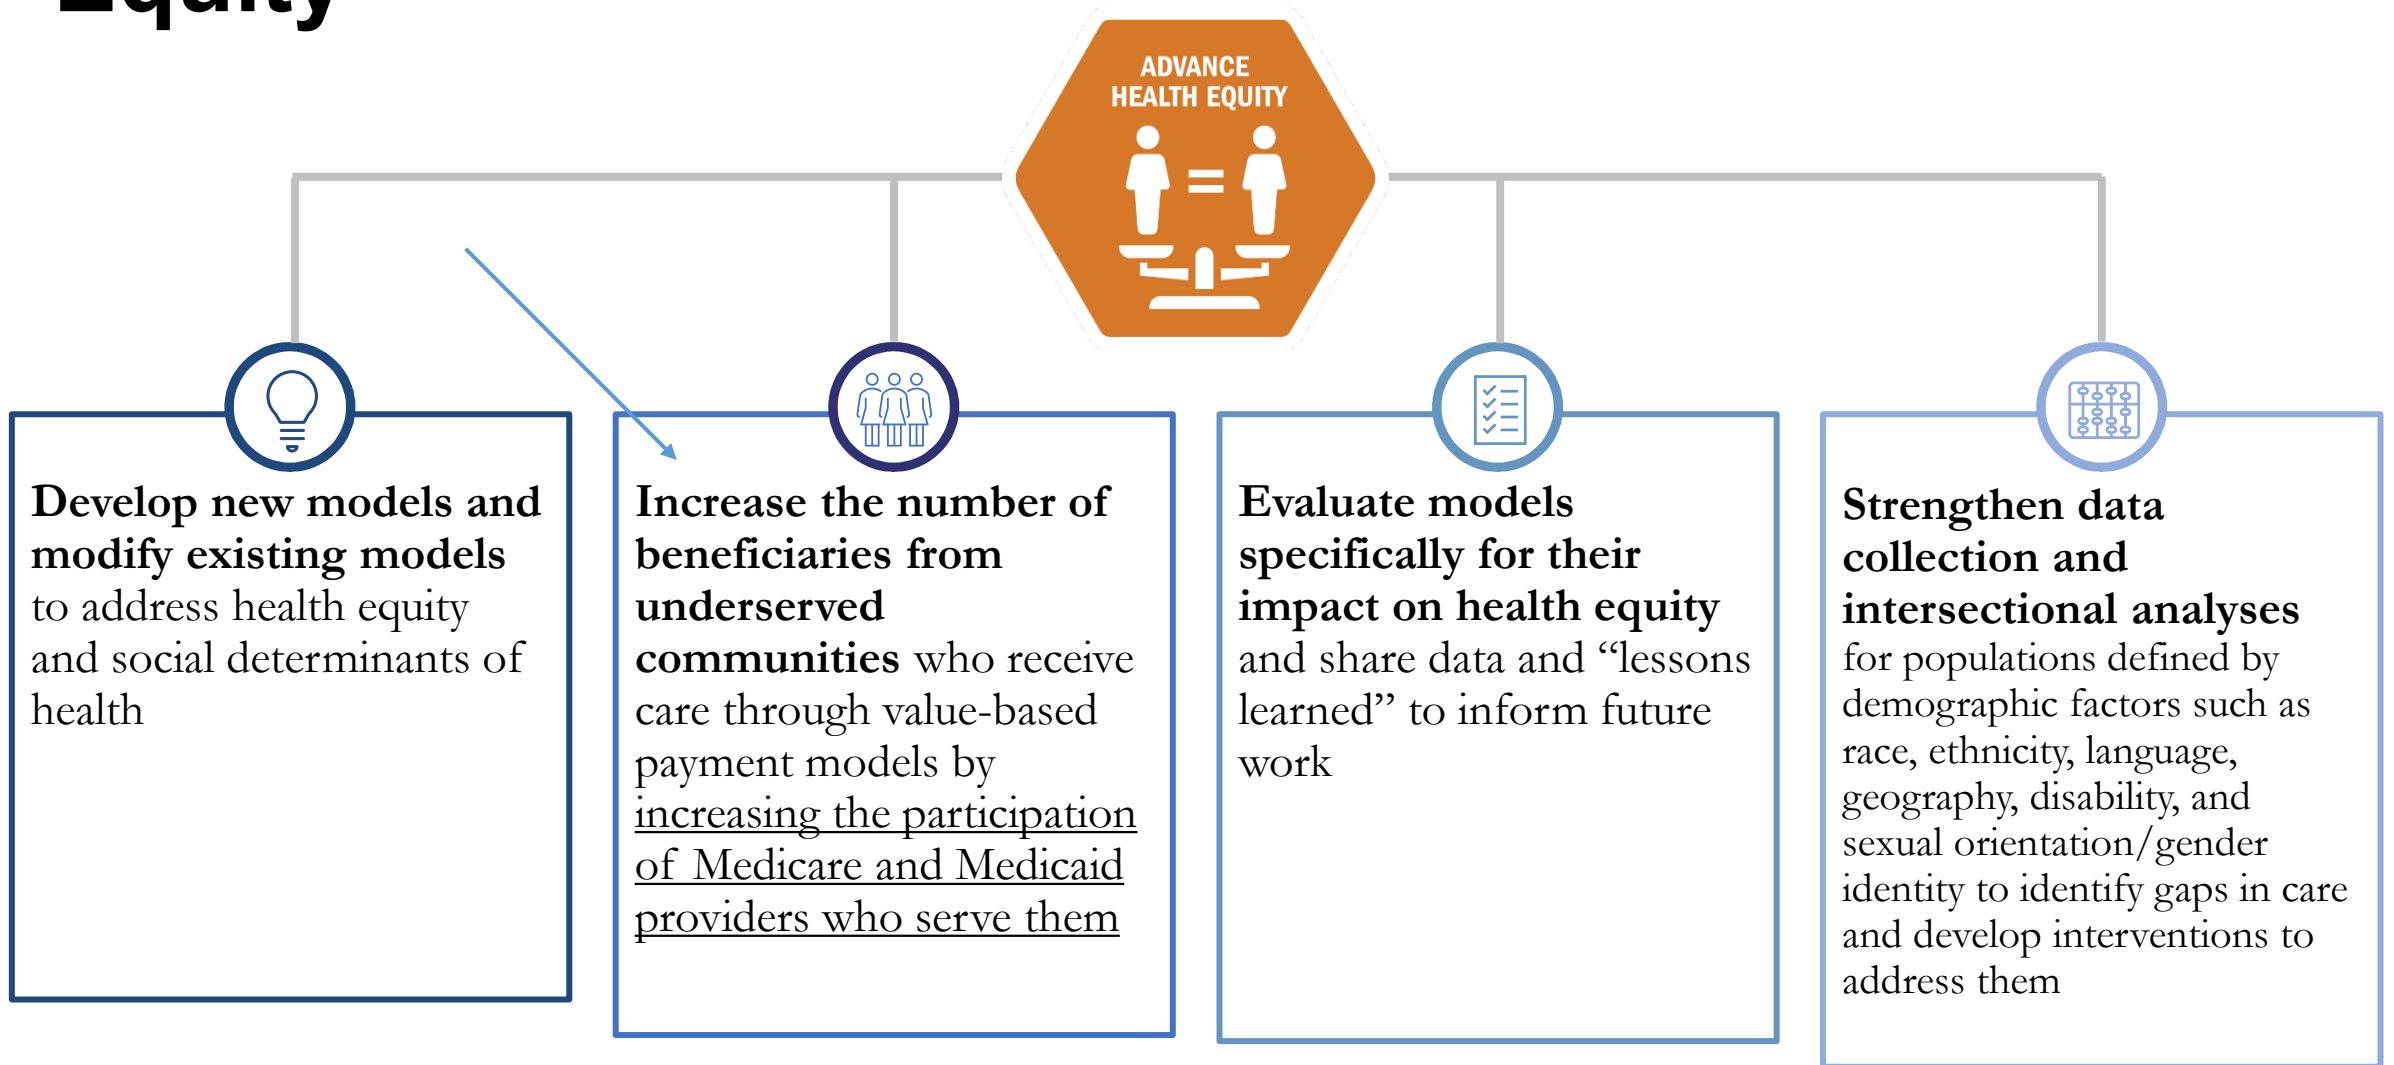 Equity
ADVANCE
HEALTH EQUITY
Develop new models and
modify existing models
to address health equity
and social determinants of
health
Increase the number of
beneficiaries from
underserved
communities who receive
care through value-based
payment models by
increasing the participation
of Medicare and Medicaid
providers who serve them
Evaluate models
specifically for their
impact on health equity
and share data and “lessons
learned” to inform future
work
Strengthen data
collection and
intersectional analyses
for populations defined by
demographic factors such as
race, ethnicity, language,
geography, disability, and
sexual orientation/gender
identity to identify gaps in care
and develop interventions to
address them